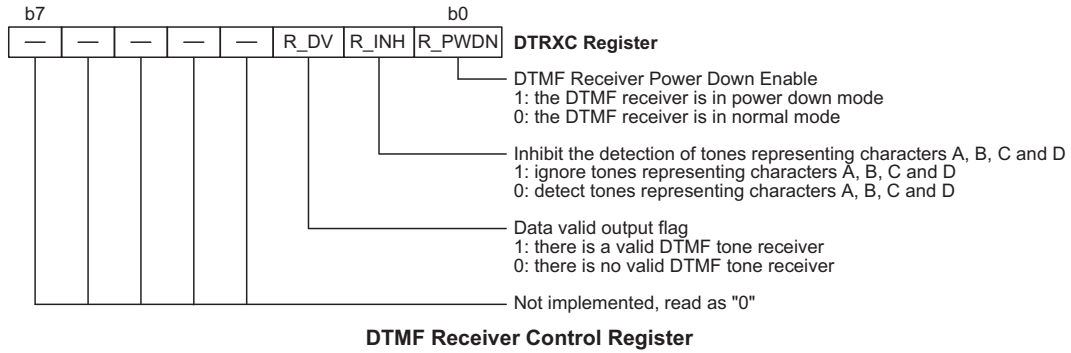 b7 b0
— — — — — R_DV R_INH R_PWDN DTRXC Register
DTMF Receiver Power Down Enable
1: the DTMF receiver is in power down mode
0: the DTMF receiver is in normal mode
Inhibit the detection of tones representing characters A, B, C and D
1: ignore tones representing characters A, B, C and D
0: detect tones representing characters A, B, C and D
Data valid output flag
1: there is a valid DTMF tone receiver
0: there is no valid DTMF tone receiver
Not implemented, read as "0"
DTMF Receiver Control Register